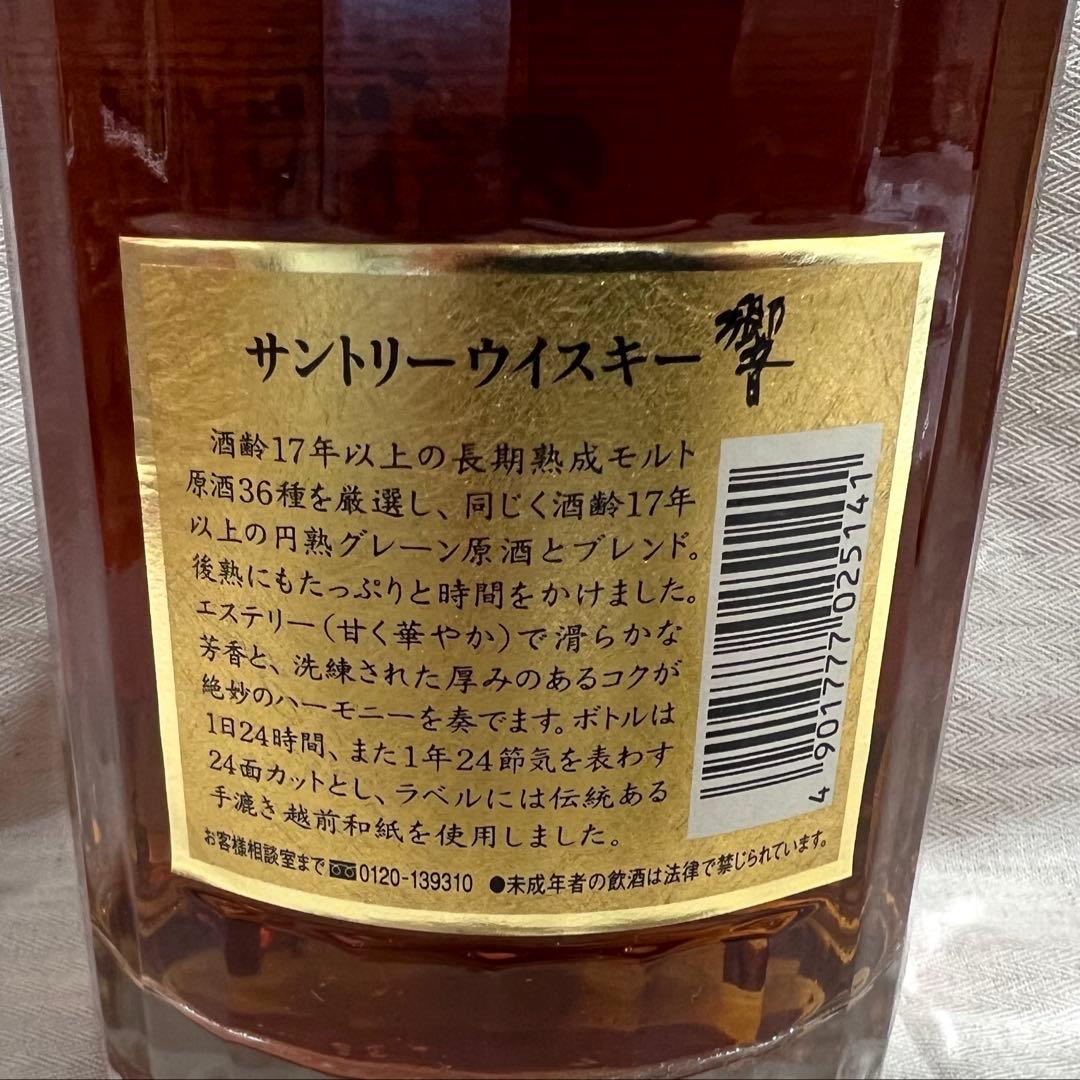 サントリーウイスキー 響
酒齢17年以上の長期熟成モルト
原酒36種を厳選し、同じく酒齢17年
以上の円熟グレーン原酒とブレンド。
後熟にもたっぷりと時間をかけました。
エステリー(甘く華やか)で滑らかな
芳香と、洗練された厚みのあるコクが
絶妙のハーモニーを奏でます。ボトルは
1日24時間、また1年24節気を表わす
24面カットとし、ラベルには伝統ある
手漉き越前和紙を使用しました。
お客様相談室まで 0120-139310 ●未成年者の飲酒は法律で禁じられています。
4 901777 025141